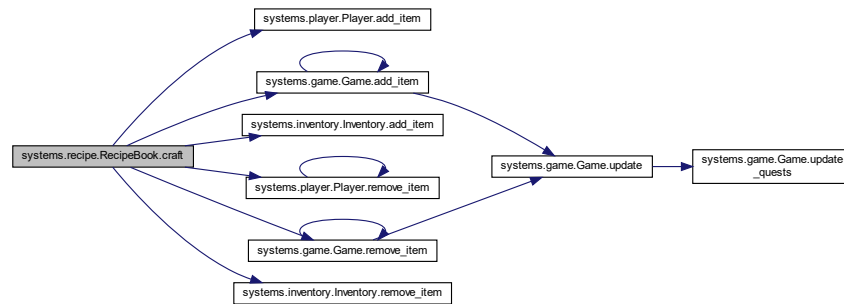 systems.player.Player.add_item
systems.game.Game.add_item
systems.inventory.Inventory.add_item
systems.recipe.RecipeBook.craft
systems.game.Game.update
systems.game.Game.update
_quests
systems.player.Player.remove_item
systems.game.Game.remove_item
systems.inventory.Inventory.remove_item